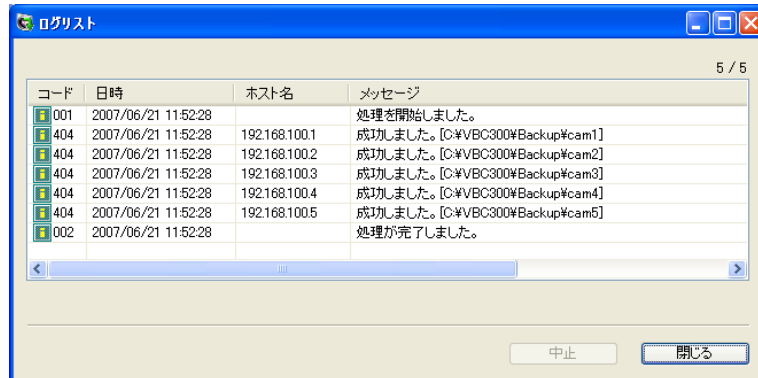 ログリスト
5 / 5
コード 日時 ホスト名 メッセージ
001 2007/06/21 11:52:28 処理を開始しました。
404 2007/06/21 11:52:28 192.168.100.1 成功しました。[C:¥VBC300¥Backup¥cam1]
404 2007/06/21 11:52:28 192.168.100.2 成功しました。[C:¥VBC300¥Backup¥cam2]
404 2007/06/21 11:52:28 192.168.100.3 成功しました。[C:¥VBC300¥Backup¥cam3]
404 2007/06/21 11:52:28 192.168.100.4 成功しました。[C:¥VBC300¥Backup¥cam4]
404 2007/06/21 11:52:28 192.168.100.5 成功しました。[C:¥VBC300¥Backup¥cam5]
002 2007/06/21 11:52:28 処理が完了しました。
中止 閉じる